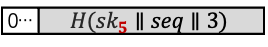 0··· H(sk₅ ∥ seq ∥ 3)